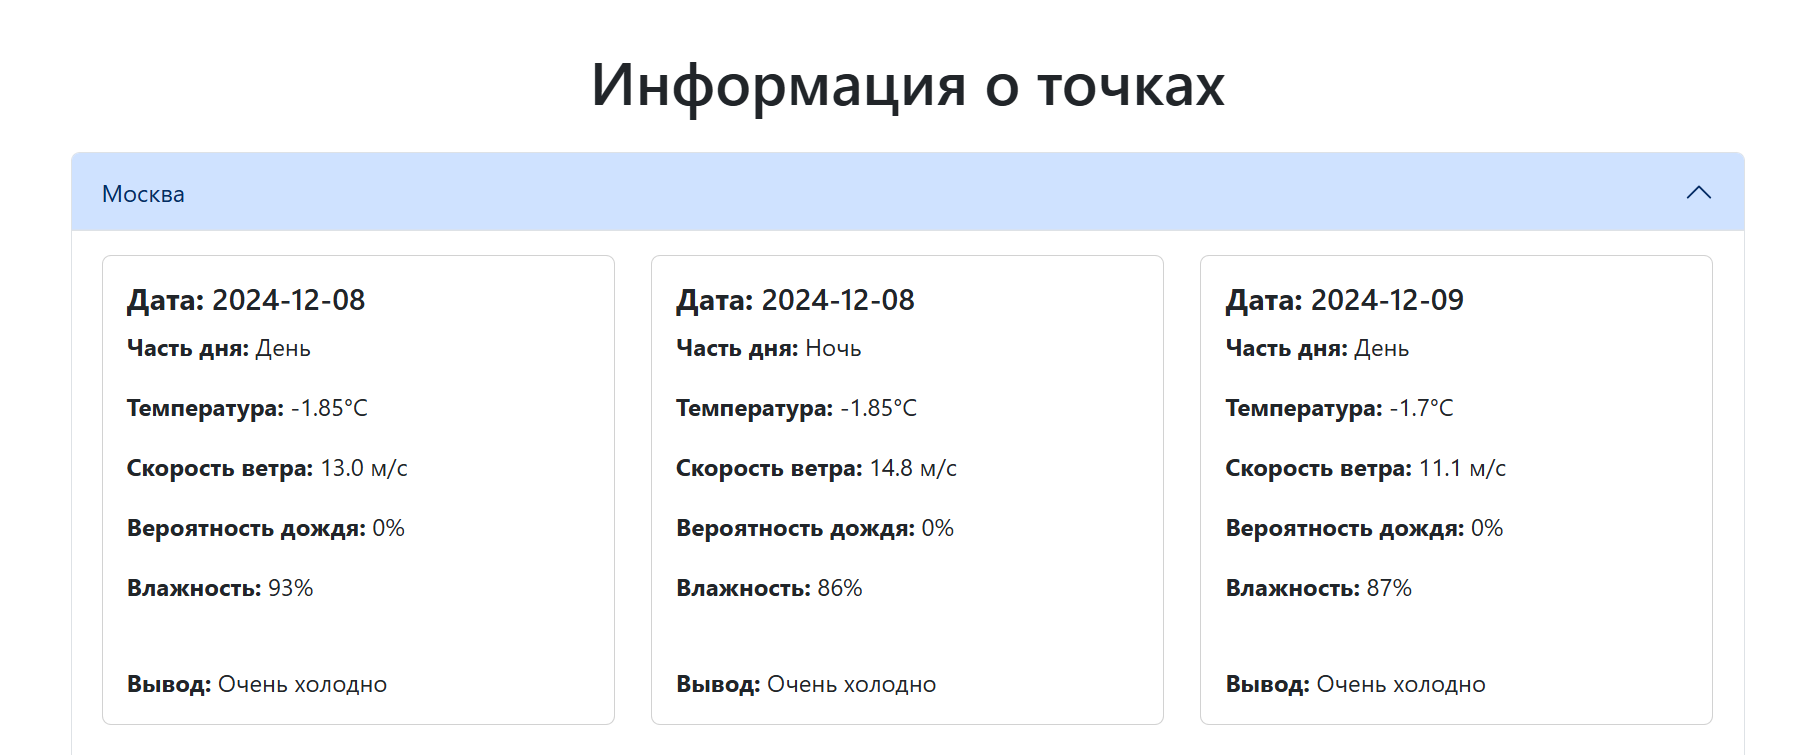 Информация о точках
Москва
Дата: 2024-12-08
Часть дня: День
Температура: -1.85°C
Скорость ветра: 13.0 м/с
Вероятность дождя: 0%
Влажность: 93%
Вывод: Очень холодно
Дата: 2024-12-08
Часть дня: Ночь
Температура: -1.85°C
Скорость ветра: 14.8 м/с
Вероятность дождя: 0%
Влажность: 86%
Вывод: Очень холодно
Дата: 2024-12-09
Часть дня: День
Температура: -1.7°C
Скорость ветра: 11.1 м/с
Вероятность дождя: 0%
Влажность: 87%
Вывод: Очень холодно